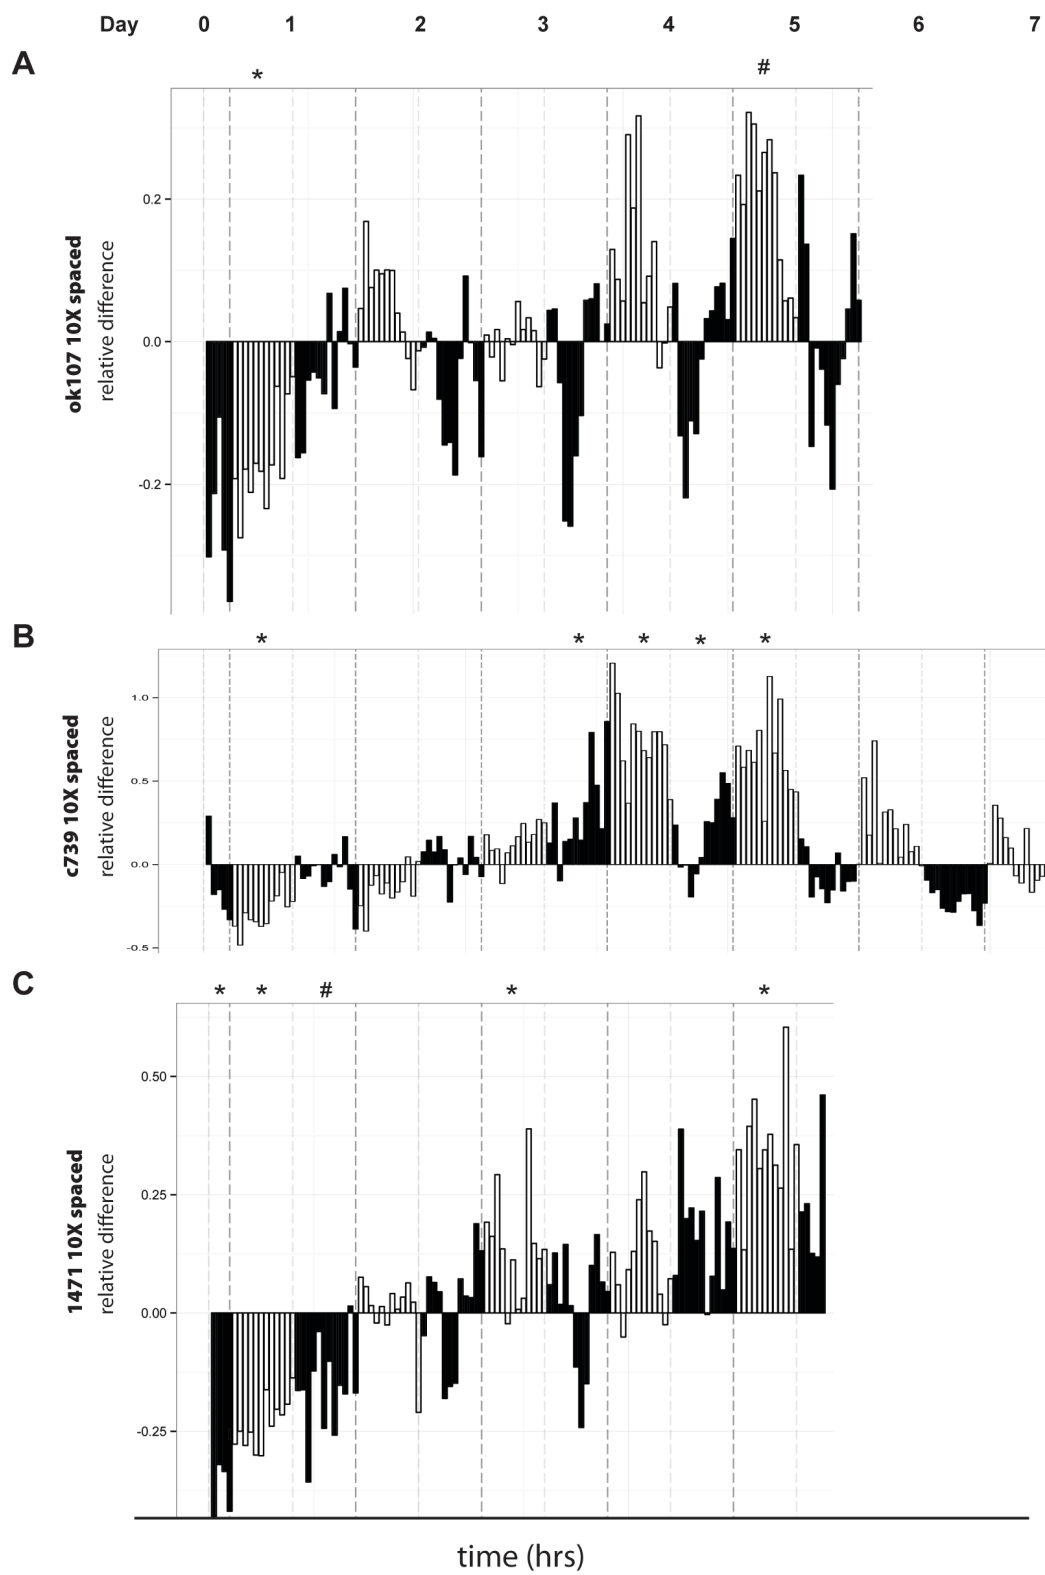 Day 0 1 2 3 4 5 6 7
A
* #
0.2
0.0
-0.2
ok107 10X spaced
relative difference
B
* * * * *
1.0
0.5
0.0
-0.5
c739 10X spaced
relative difference
C
* * # * *
0.50
0.25
0.00
-0.25
1471 10X spaced
relative difference
time (hrs)